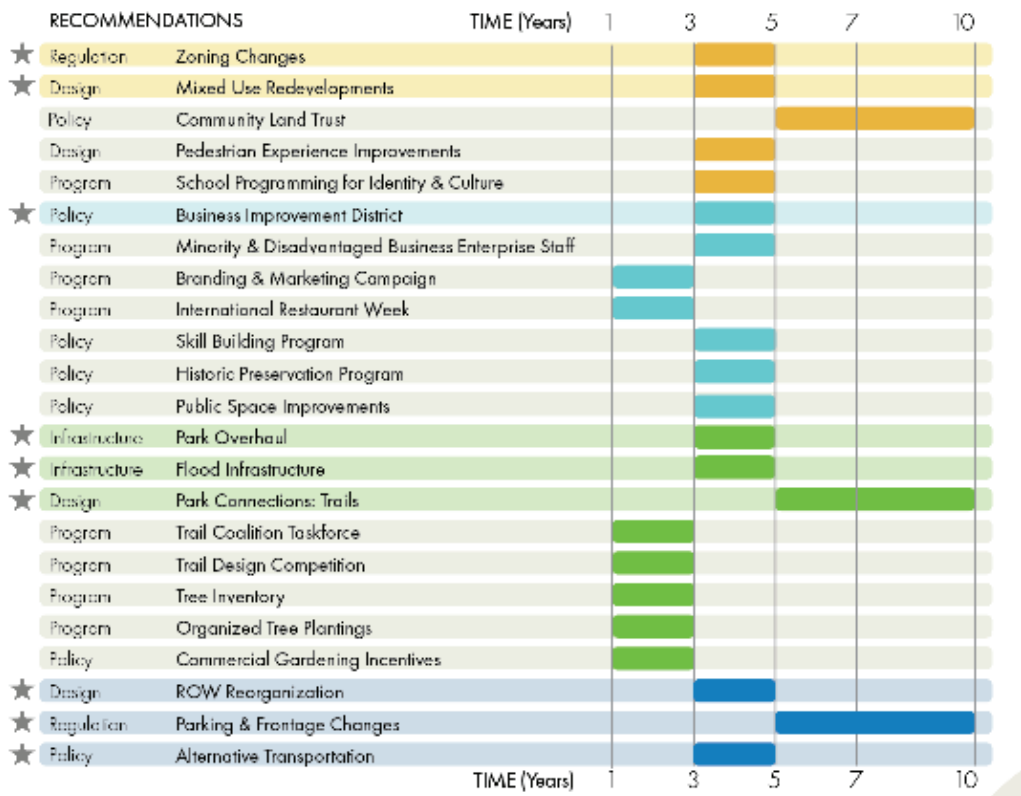 RECOMMENDATIONS TIME (Years) 1 3 5 7 10
Regulation Zoning Changes
Design Mixed Use Redevelopments
Policy Community Land Trust
Design Pedestrian Experience Improvements
Program School Programming for Identity & Culture
Policy Business Improvement District
Program Minority & Disadvantaged Business Enterprise Staff
Program Branding & Marketing Campaign
Program International Restaurant Week
Policy Skill Building Program
Policy Historic Preservation Program
Policy Public Space Improvements
Infrastructure Park Overhaul
Infrastructure Flood Infrastructure
Design Park Connections: Trails
Program Trail Coalition Taskforce
Program Trail Design Competition
Program Tree Inventory
Program Organized Tree Plantings
Policy Commercial Gardening Incentives
Design ROW Reorganization
Regulation Parking & Frontage Changes
Policy Alternative Transportation
TIME (Years) 1 3 5 7 10